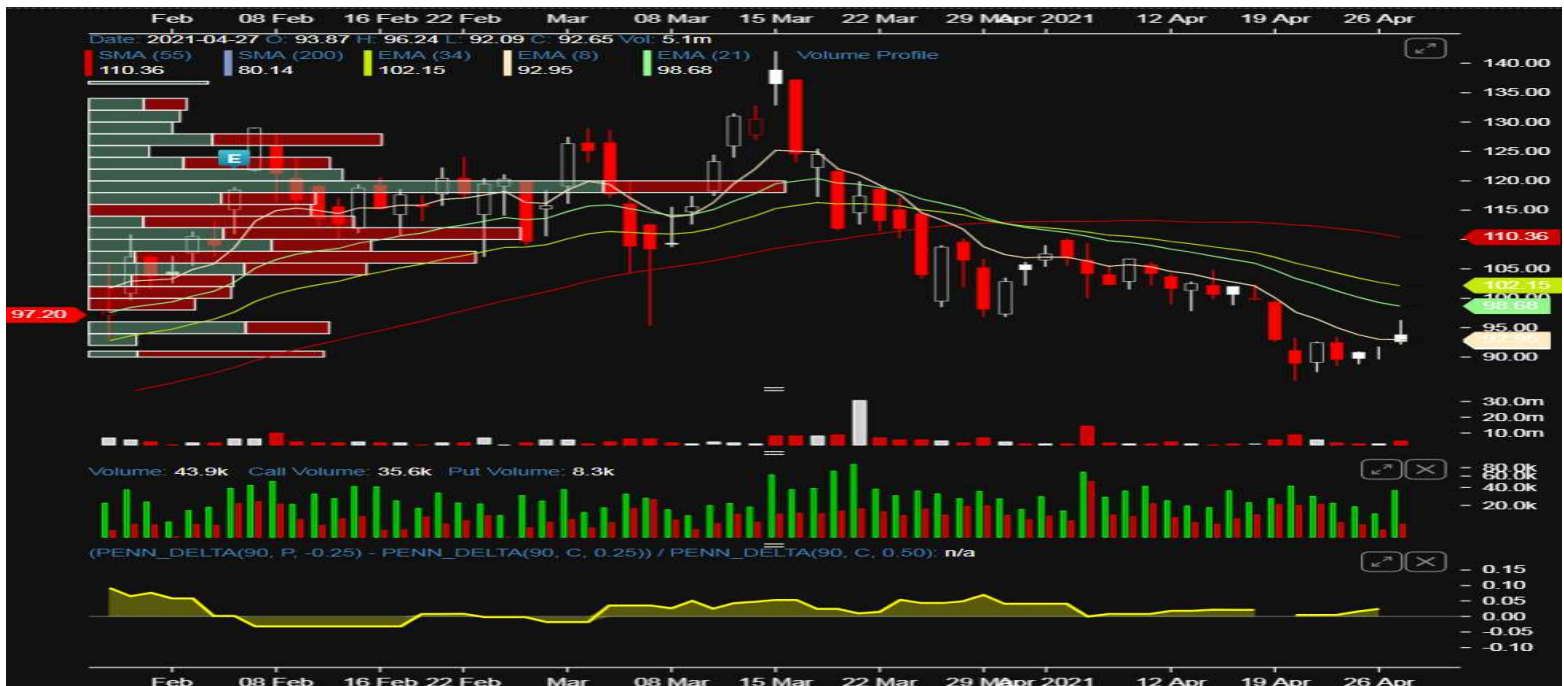 Feb 08 Feb 16 Feb 22 Feb Mar 08 Mar 15 Mar 22 Mar 29 Mar Apr 2021 12 Apr 19 Apr 26 Apr
Date: 2021-04-27 O: 93.87 H: 96.24 L: 92.09 C: 92.65 Vol: 5.1m
SMA (55) SMA (200) EMA (34) EMA (8) EMA (21) Volume Profile
110.36 80.14 102.15 92.95 98.68
140.00
135.00
130.00
125.00
E
120.00
115.00
110.36
105.00
102.15
100.00
98.68
97.20
95.00
92.95
90.00
30.0m
20.0m
10.0m
Volume: 43.9k Call Volume: 35.6k Put Volume: 8.3k
80.0k
60.0k
40.0k
20.0k
(PENN_DELTA(90, P, -0.25) - PENN_DELTA(90, C, 0.25)) / PENN_DELTA(90, C, 0.50): n/a
0.15
0.10
0.05
0.00
-0.05
-0.10
Feb 08 Feb 16 Feb 22 Feb Mar 08 Mar 15 Mar 22 Mar 29 Mar Apr 2021 12 Apr 19 Apr 26 Apr